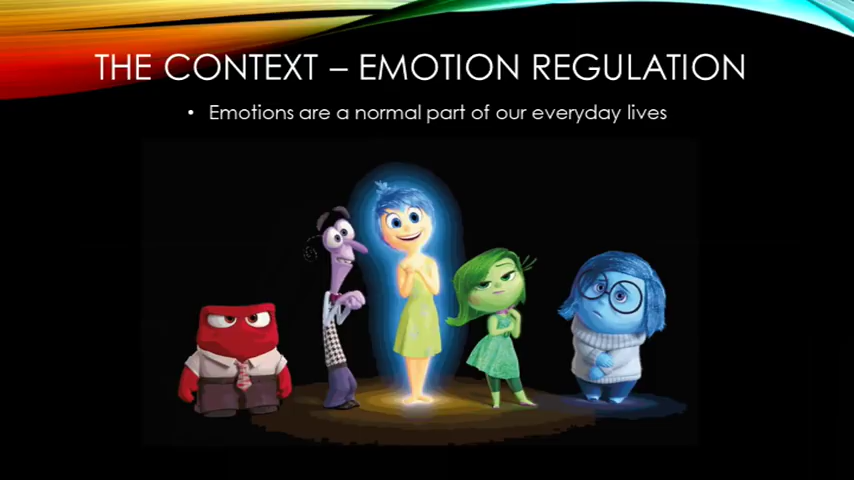 THE CONTEXT – EMOTION REGULATION
• Emotions are a normal part of our everyday lives